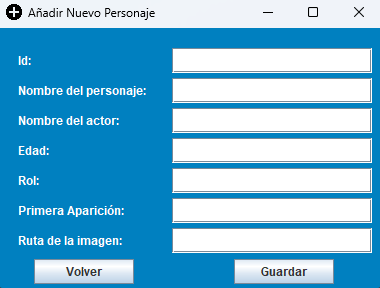 Añadir Nuevo Personaje
Id:
Nombre del personaje:
Nombre del actor:
Edad:
Rol:
Primera Aparición:
Ruta de la imagen:
Volver Guardar